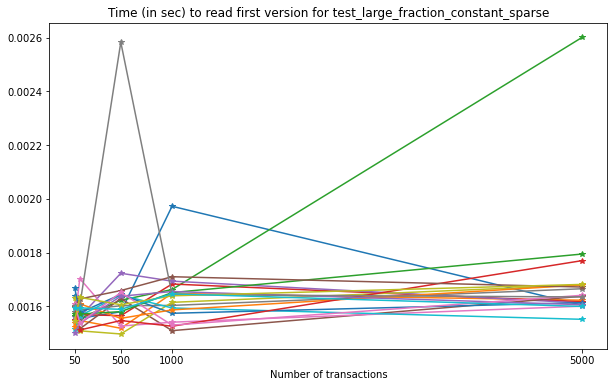 Time (in sec) to read first version for test_large_fraction_constant_sparse
0.0026
0.0024
0.0022
0.0020
0.0018
0.0016
50 500 1000 5000
Number of transactions